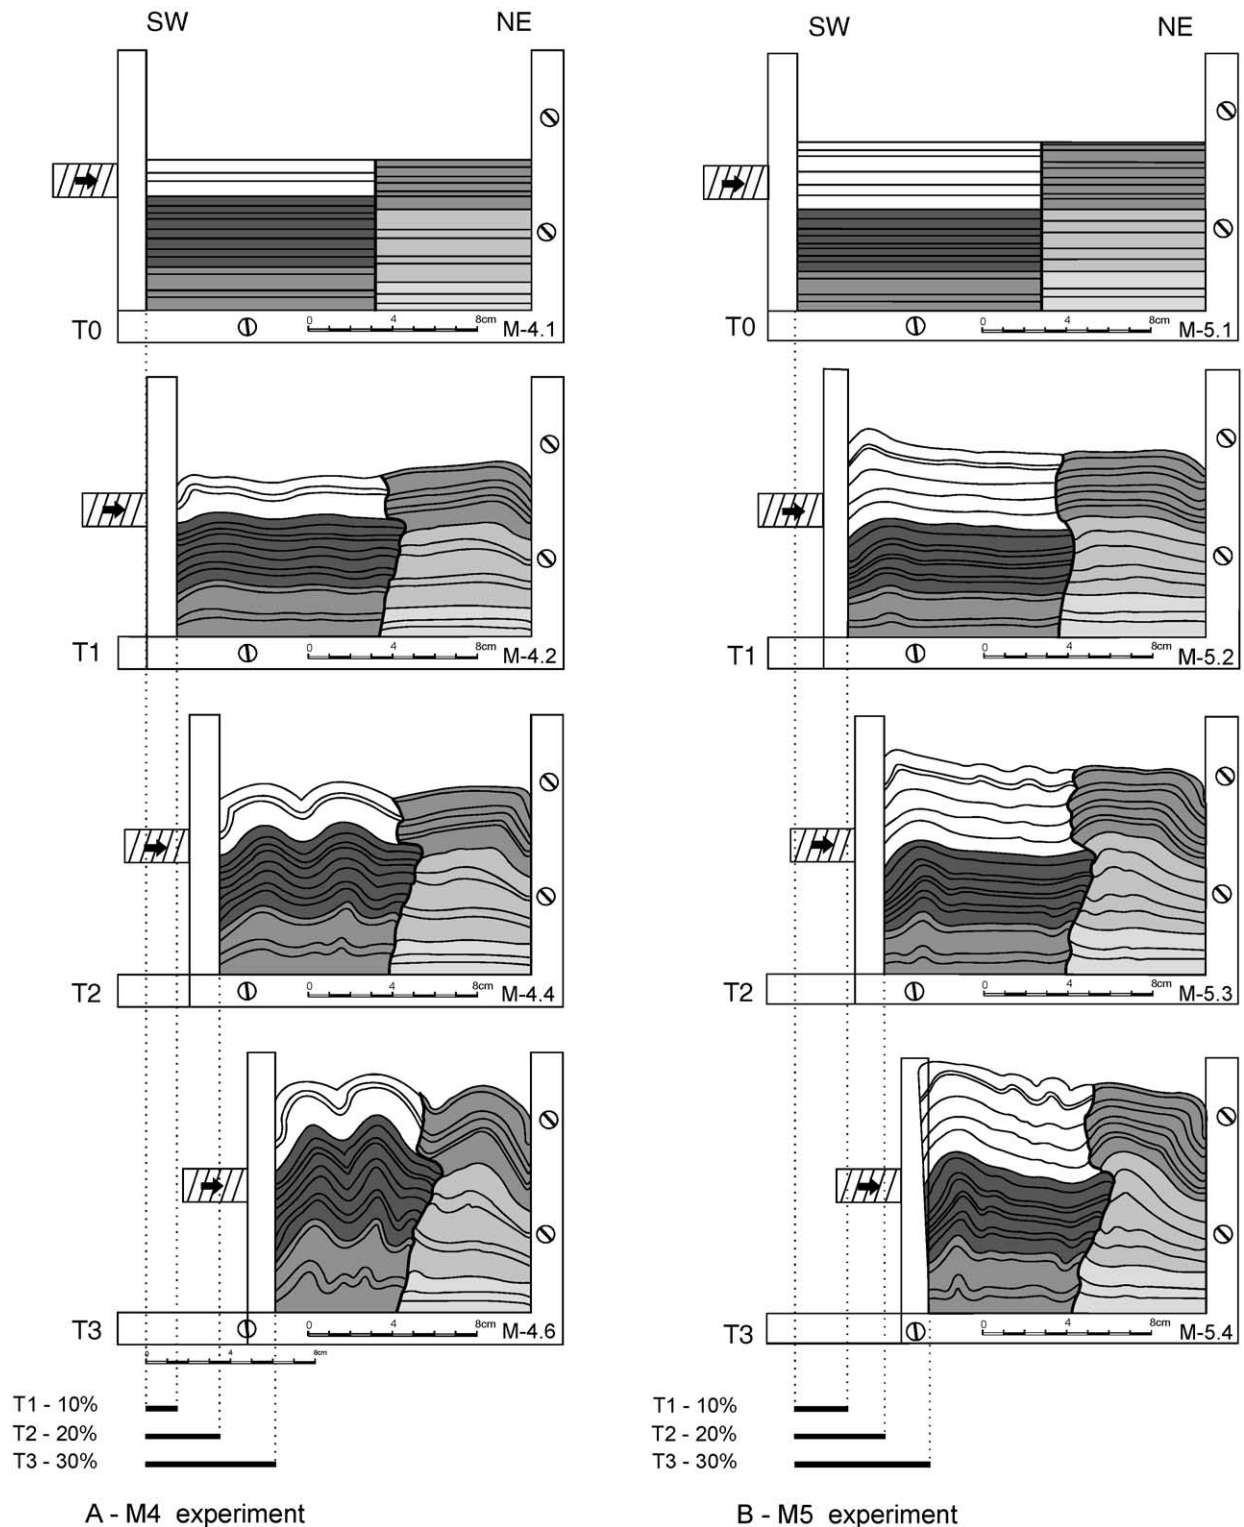 SW NE
T0 0 4 8cm M-4.1
T1 0 4 8cm M-4.2
T2 0 4 8cm M-4.4
T3 0 4 8cm M-4.6
0 4 8cm
T1 - 10%
T2 - 20%
T3 - 30%
A - M4 experiment
SW NE
T0 0 4 8cm M-5.1
T1 0 4 8cm M-5.2
T2 0 4 8cm M-5.3
T3 0 4 8cm M-5.4
T1 - 10%
T2 - 20%
T3 - 30%
B - M5 experiment